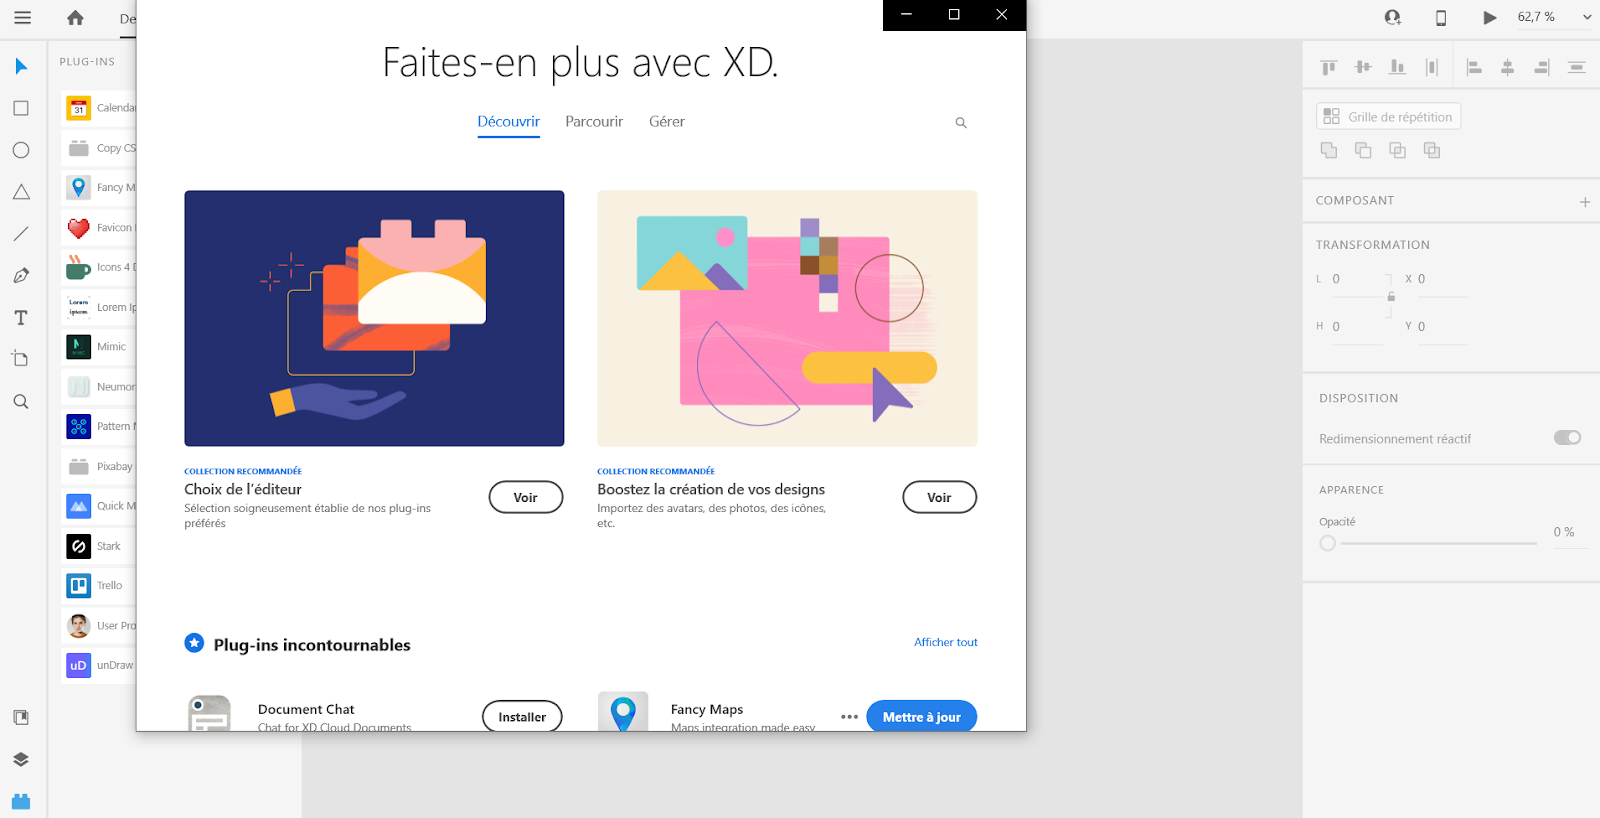 De
62,7 %
PLUG-INS
Calenda
31
Copy CS
Fancy M
Favicon
Icons 4 D
Lorem Ip
Lorem
ipsum
Mimic
Neumor
Pattern M
Pixabay
Quick M
Stark
Trello
User Pro
uD
unDraw
Faites-en plus avec XD.
Découvrir
Parcourir
Gérer
COLLECTION RECOMMANDÉE
Choix de l'éditeur
Sélection soigneusement établie de nos plug-ins
préférés
Voir
COLLECTION RECOMMANDÉE
Boostez la création de vos designs
Importez des avatars, des photos, des icônes,
etc.
Voir
Plug-ins incontournables
Afficher tout
Document Chat
Chat for XD Cloud Documents
Installer
Fancy Maps
Maps integration made easy
Mettre à jour
Grille de répétition
COMPOSANT
TRANSFORMATION
L 0
X 0
H 0
Y 0
DISPOSITION
Redimensionnement réactif
APPARENCE
Opacité
0 %